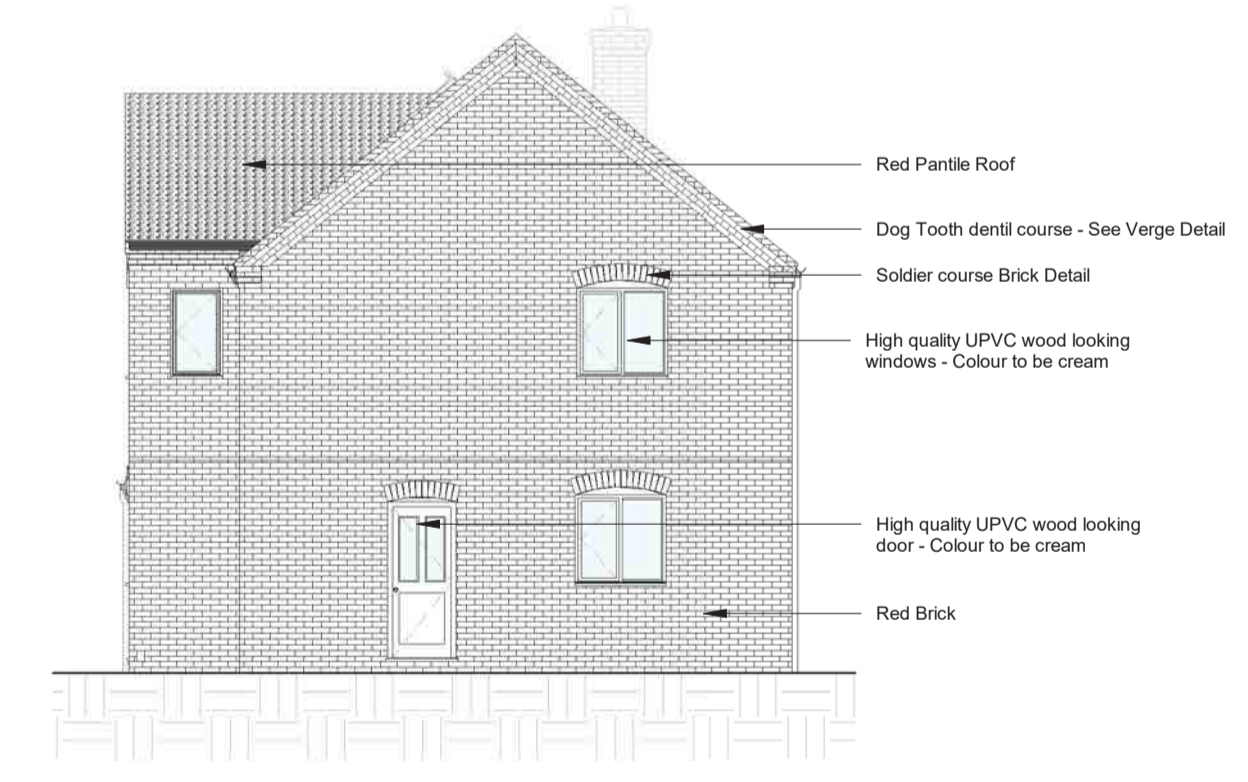 Red Pantile Roof
Dog Tooth dentil course - See Verge Detail
Soldier course Brick Detail
High quality UPVC wood looking
windows - Colour to be cream
High quality UPVC wood looking
door - Colour to be cream
Red Brick